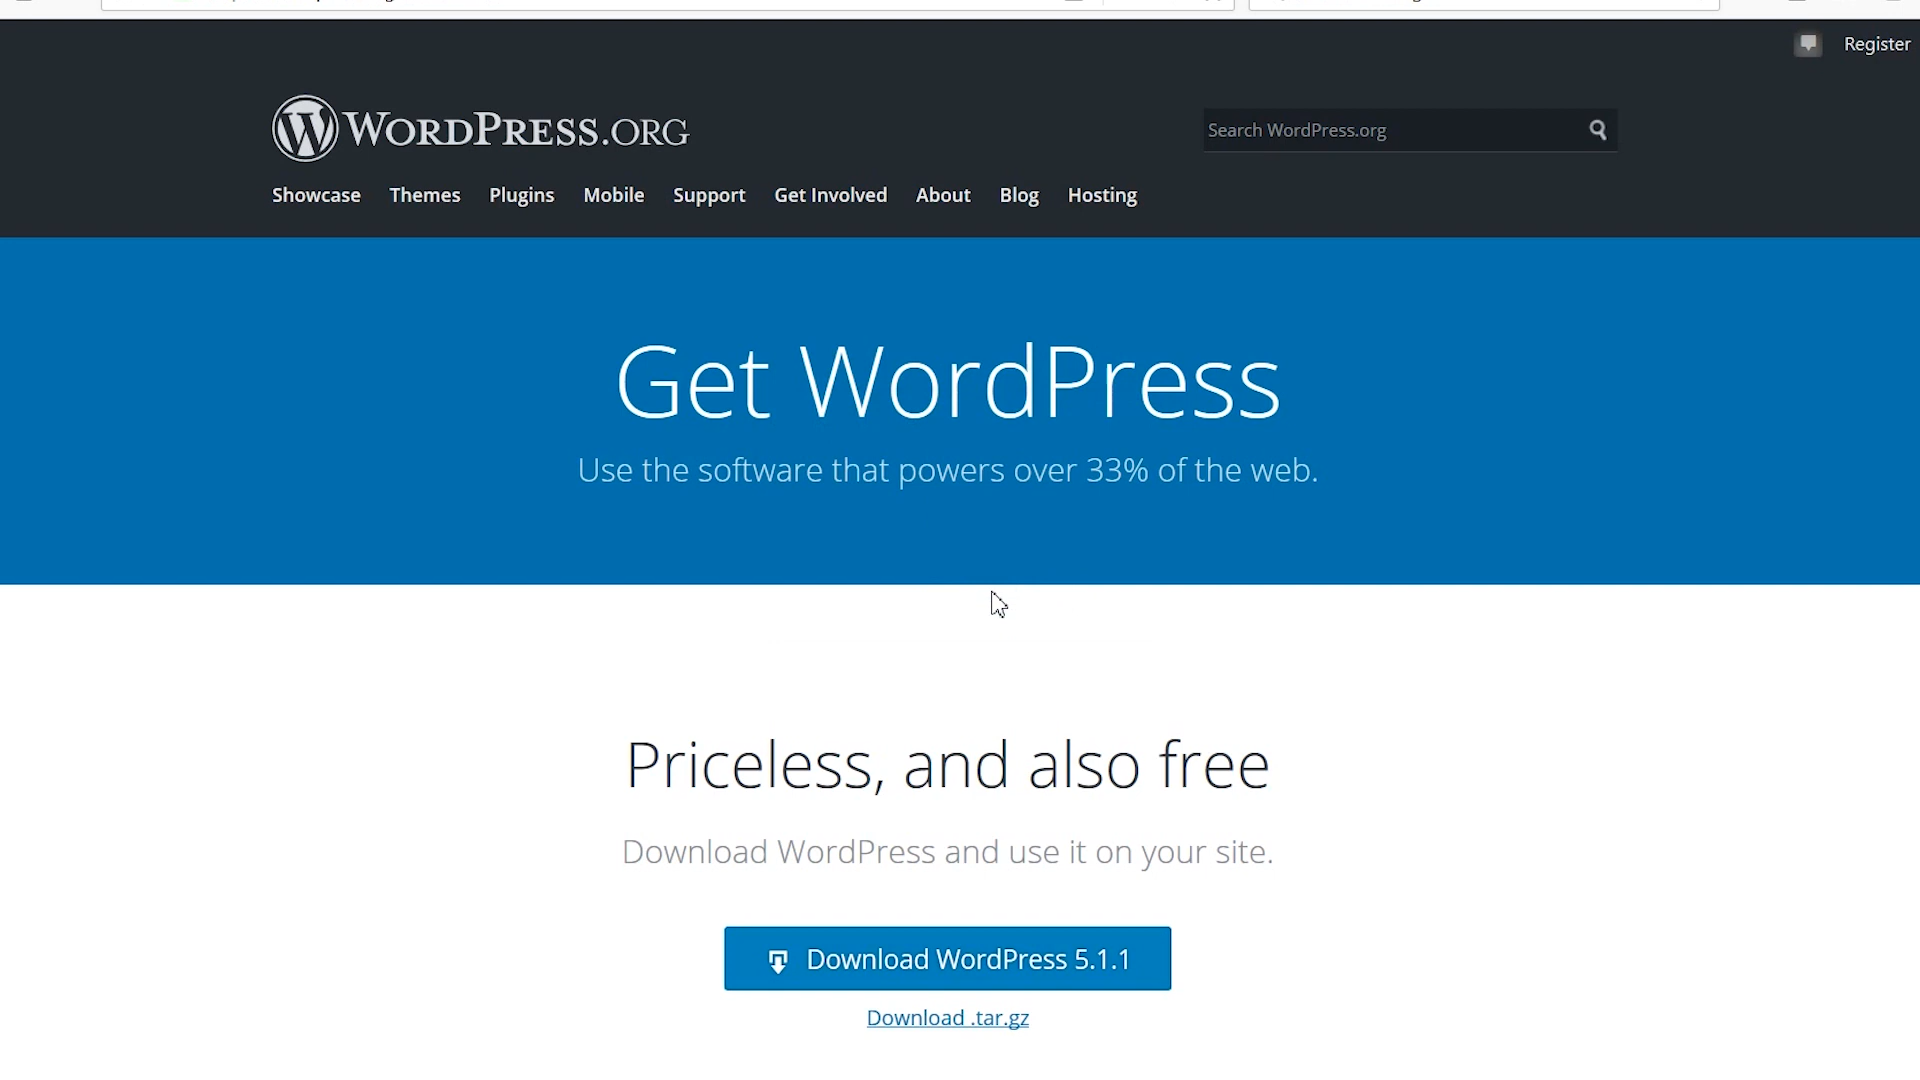 Register
WORDPRESS.ORG
Search WordPress.org
Showcase Themes Plugins Mobile Support Get Involved About Blog Hosting
Get WordPress
Use the software that powers over 33% of the web.
Priceless, and also free
Download WordPress and use it on your site.
Download WordPress 5.1.1
Download .tar.gz